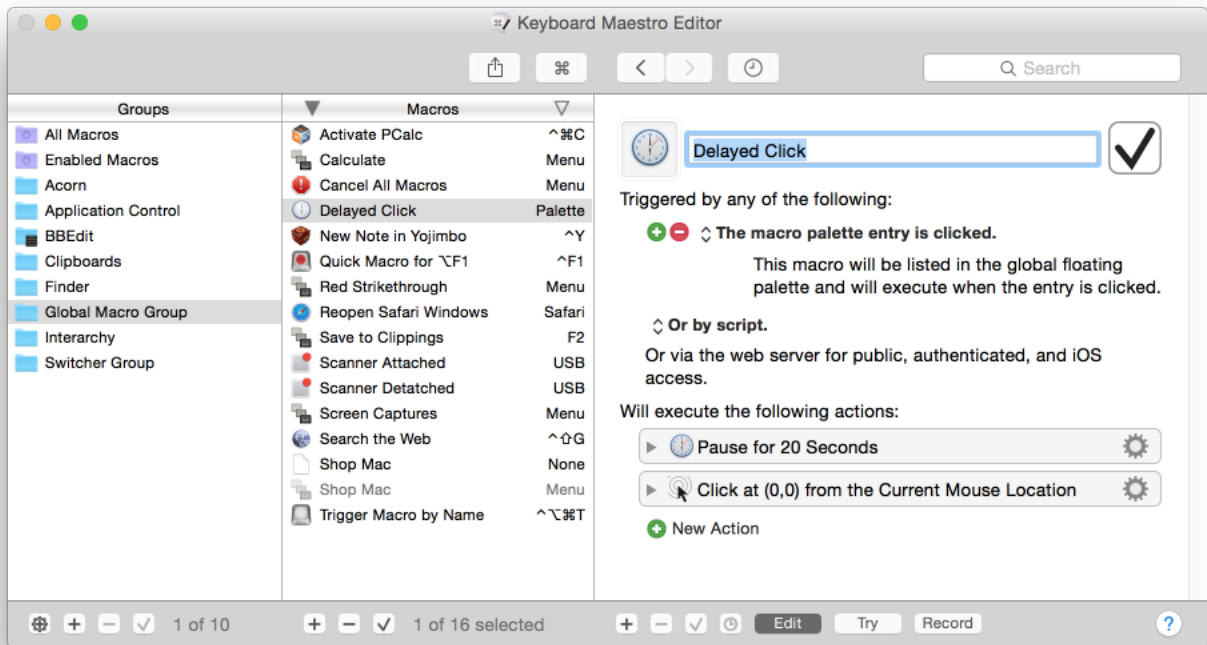 Keyboard Maestro Editor
Search
Groups
All Macros
Enabled Macros
Acorn
Application Control
BBEdit
Clipboards
Finder
Global Macro Group
Interarchy
Switcher Group
1 of 10
Macros
Activate PCalc ^⌘C
Calculate Menu
Cancel All Macros Menu
Delayed Click Palette
New Note in Yojimbo ^Y
Quick Macro for ⌥F1 ^F1
Red Strikethrough Menu
Reopen Safari Windows Safari
Save to Clippings F2
Scanner Attached USB
Scanner Detatched USB
Screen Captures Menu
Search the Web ^⇧G
Shop Mac None
Shop Mac Menu
Trigger Macro by Name ^⌥⌘T
1 of 16 selected
Delayed Click
Triggered by any of the following:
The macro palette entry is clicked.
This macro will be listed in the global floating
palette and will execute when the entry is clicked.
Or by script.
Or via the web server for public, authenticated, and iOS
access.
Will execute the following actions:
Pause for 20 Seconds
Click at (0,0) from the Current Mouse Location
New Action
Edit Try Record
?